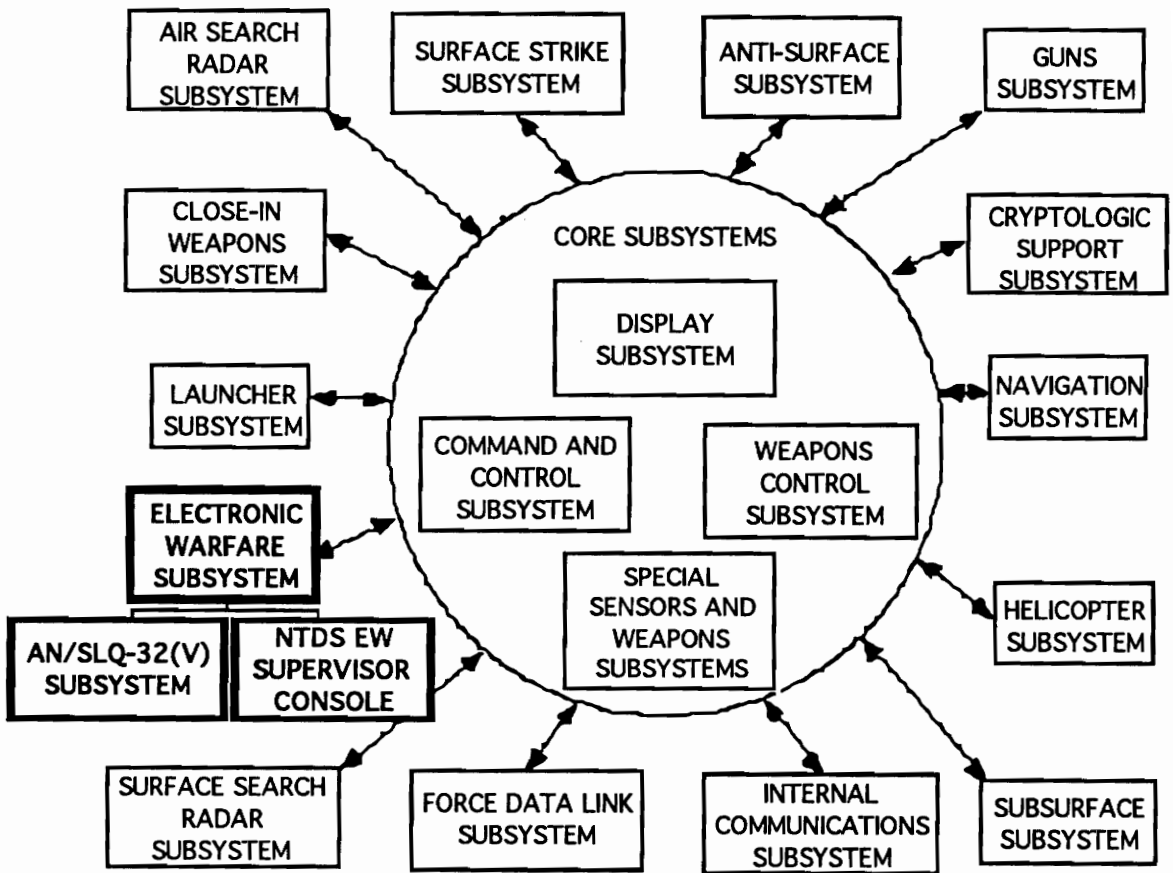 AIR SEARCH
RADAR
SUBSYSTEM
SURFACE STRIKE
SUBSYSTEM
ANTI-SURFACE
SUBSYSTEM
GUNS
SUBSYSTEM
CLOSE-IN
WEAPONS
SUBSYSTEM
CORE SUBSYSTEMS
CRYPTOLOGIC
SUPPORT
SUBSYSTEM
DISPLAY
SUBSYSTEM
LAUNCHER
SUBSYSTEM
NAVIGATION
SUBSYSTEM
COMMAND AND
CONTROL
SUBSYSTEM
WEAPONS
CONTROL
SUBSYSTEM
ELECTRONIC
WARFARE
SUBSYSTEM
SPECIAL
SENSORS AND
WEAPONS
SUBSYSTEMS
HELICOPTER
SUBSYSTEM
AN/SLQ-32(V)
SUBSYSTEM
NTDS EW
SUPERVISOR
CONSOLE
SURFACE SEARCH
RADAR
SUBSYSTEM
FORCE DATA LINK
SUBSYSTEM
INTERNAL
COMMUNICATIONS
SUBSYSTEM
SUBSURFACE
SUBSYSTEM